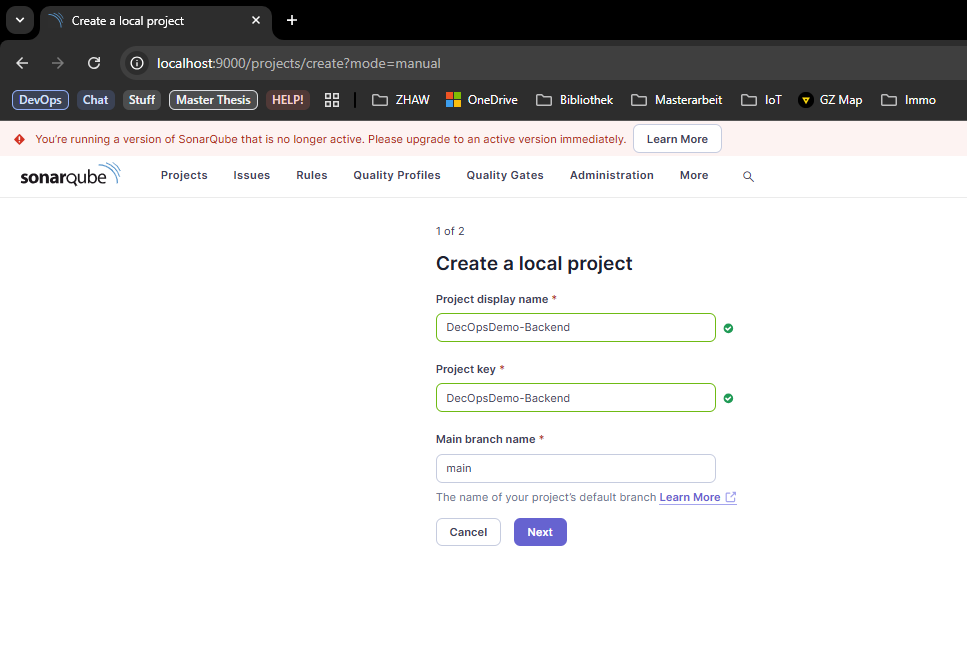 Create a local project
localhost:9000/projects/create?mode=manual
DevOps Chat Stuff Master Thesis HELP! ZHAW OneDrive Bibliothek Masterarbeit IoT GZ Map Immo
You're running a version of SonarQube that is no longer active. Please upgrade to an active version immediately. Learn More
sonarqube Projects Issues Rules Quality Profiles Quality Gates Administration More
1 of 2
Create a local project
Project display name *
DecOpsDemo-Backend
Project key *
DecOpsDemo-Backend
Main branch name *
main
The name of your project's default branch Learn More
Cancel Next